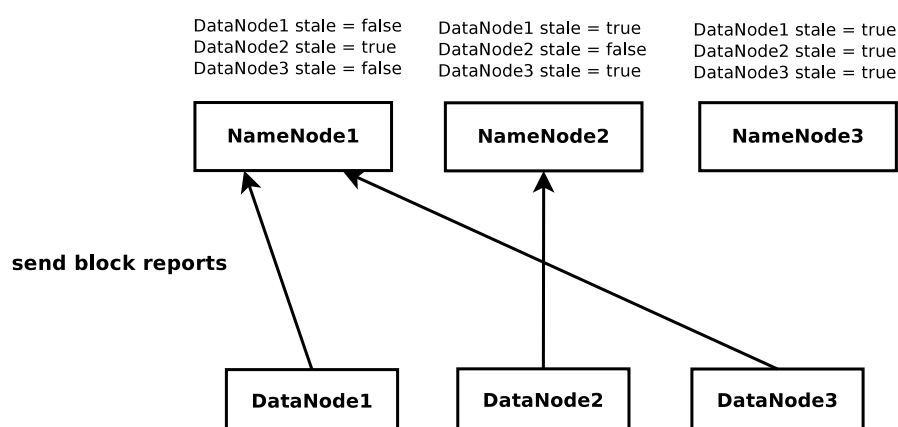 DataNode1 stale = false
DataNode2 stale = true
DataNode3 stale = false
DataNode1 stale = true
DataNode2 stale = false
DataNode3 stale = true
DataNode1 stale = true
DataNode2 stale = true
DataNode3 stale = true
NameNode1
NameNode2
NameNode3
send block reports
DataNode1
DataNode2
DataNode3